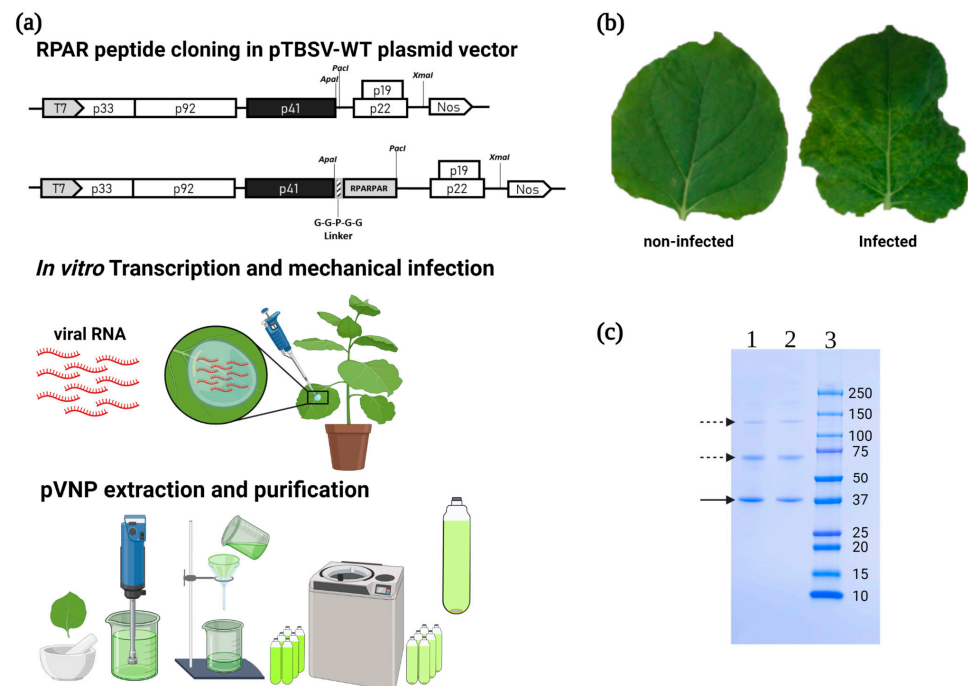 (a)
RPAR peptide cloning in pTBSV-WT plasmid vector
PacI
ApaI
p19
XmaI
T7
p33
p92
p41
p22
Nos
ApaI
PacI
p19
XmaI
T7
p33
p92
p41
RPARPAR
p22
Nos
G-G-P-G-G
Linker
In vitro Transcription and mechanical infection
viral RNA
pVNP extraction and purification
(b)
non-infected
Infected
(c)
1 2 3
250
150
100
75
50
37
25
20
15
10